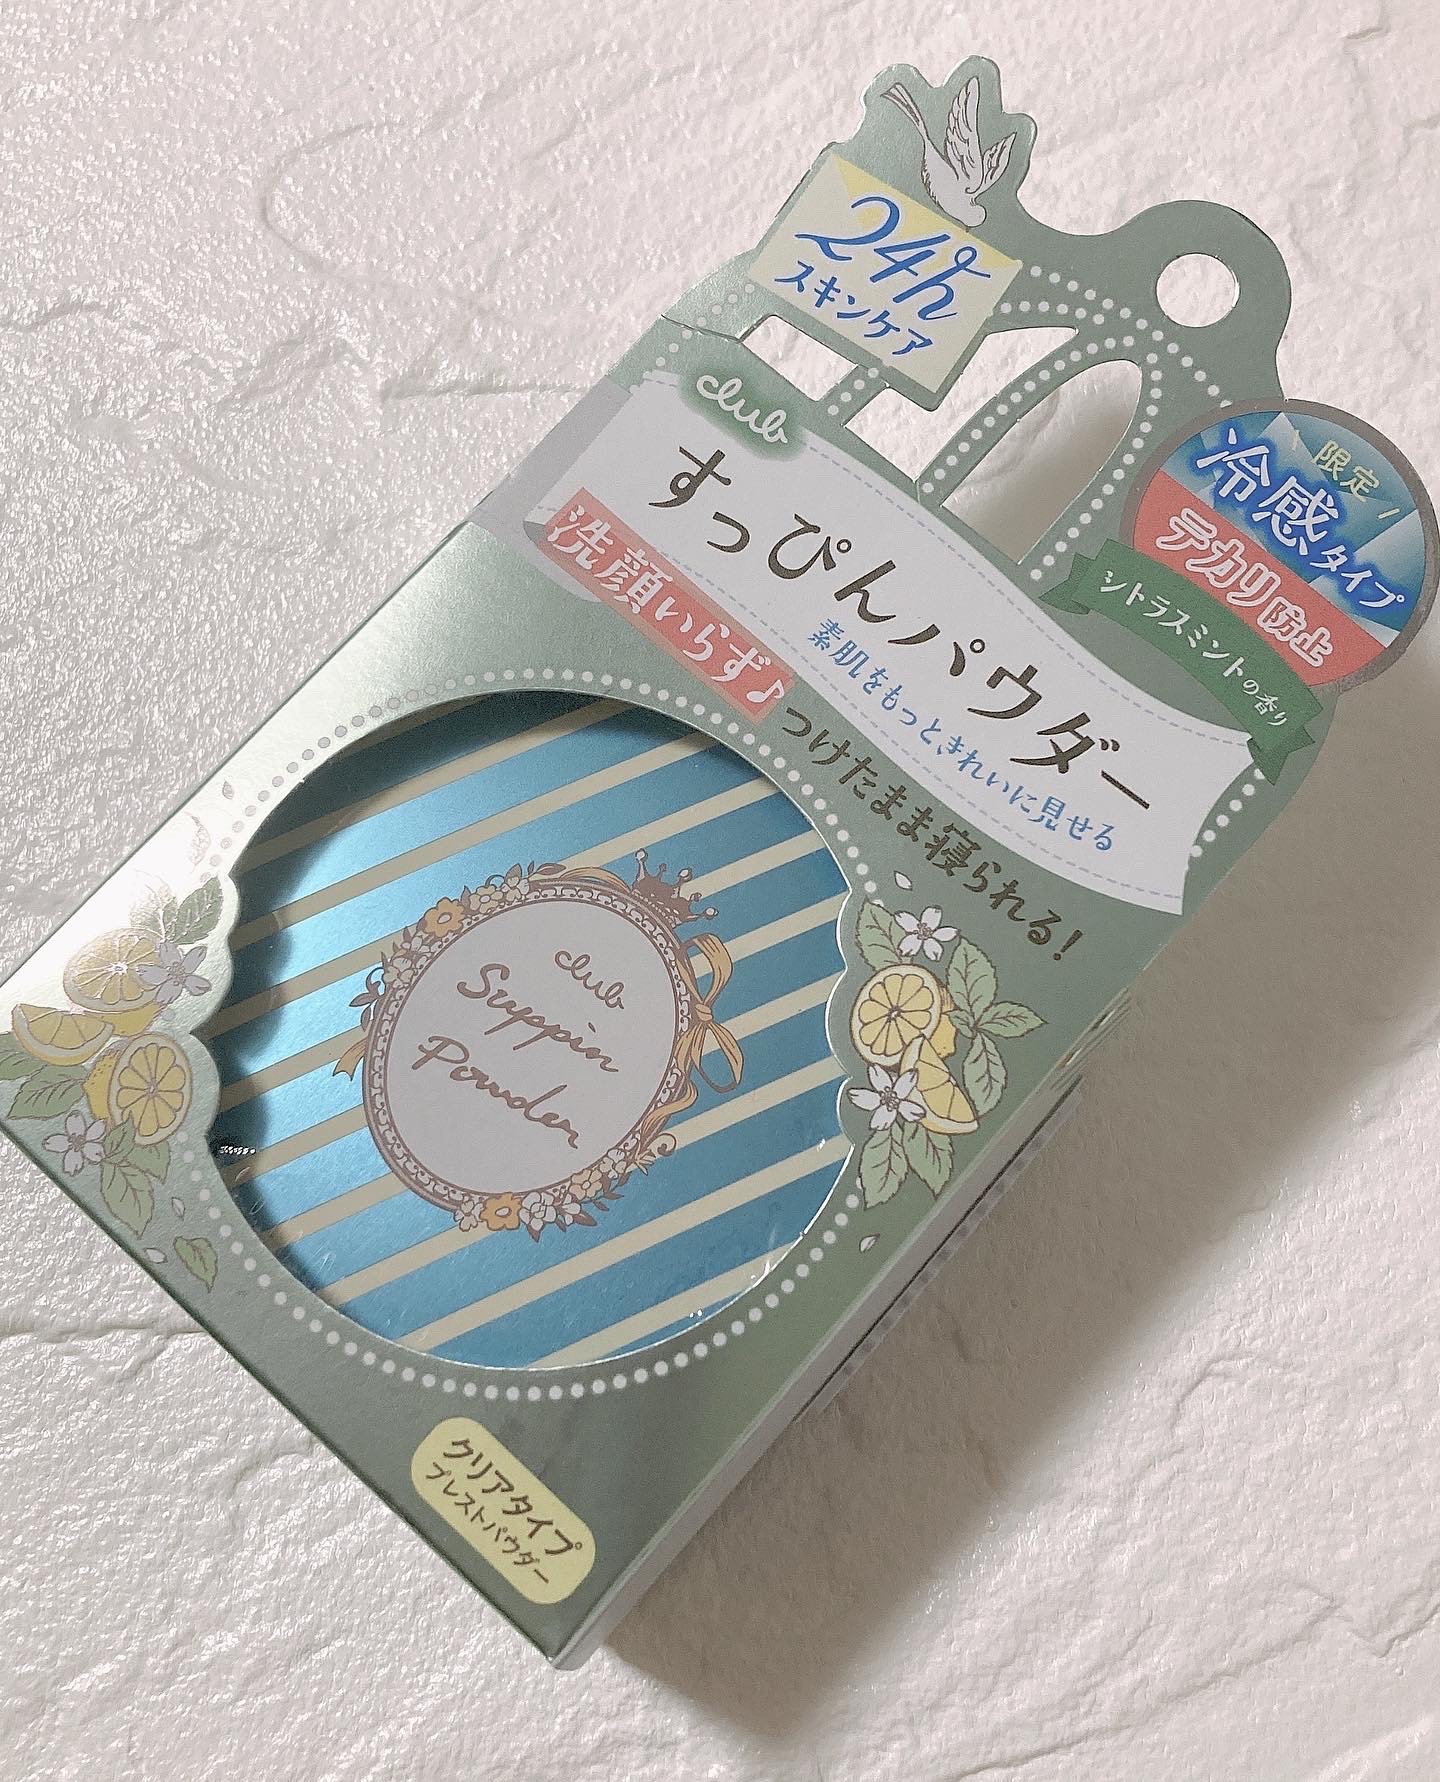 24h
スキンケア
club
すっぴんパウダー
素肌をもっと、きれいに見せる
洗顔いらず♪
つけたまま寝られる!
限定
冷感タイプ
テカリ防止
シトラスミントの香り
club
Suppin
Powder
クリアタイプ
プレストパウダー